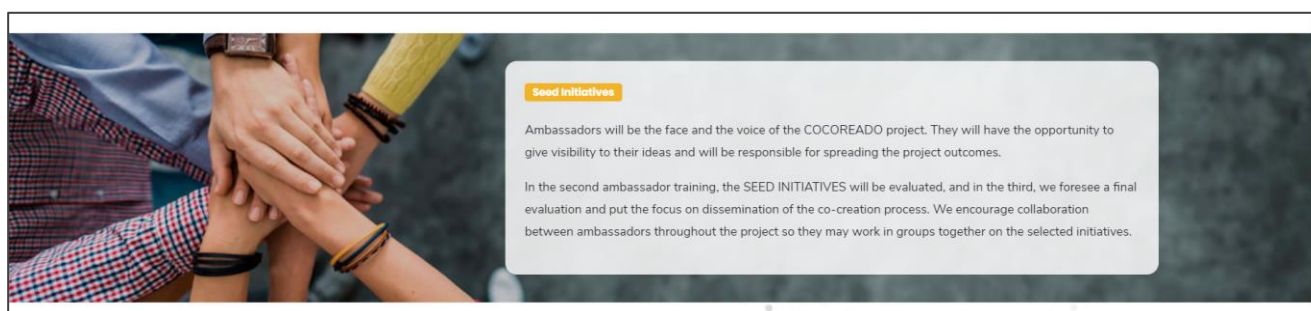 Seed Initiatives
Ambassadors will be the face and the voice of the COCOREADO project. They will have the opportunity to
give visibility to their ideas and will be responsible for spreading the project outcomes.
In the second ambassador training, the SEED INITIATIVES will be evaluated, and in the third, we foresee a final
evaluation and put the focus on dissemination of the co-creation process. We encourage collaboration
between ambassadors throughout the project so they may work in groups together on the selected initiatives.